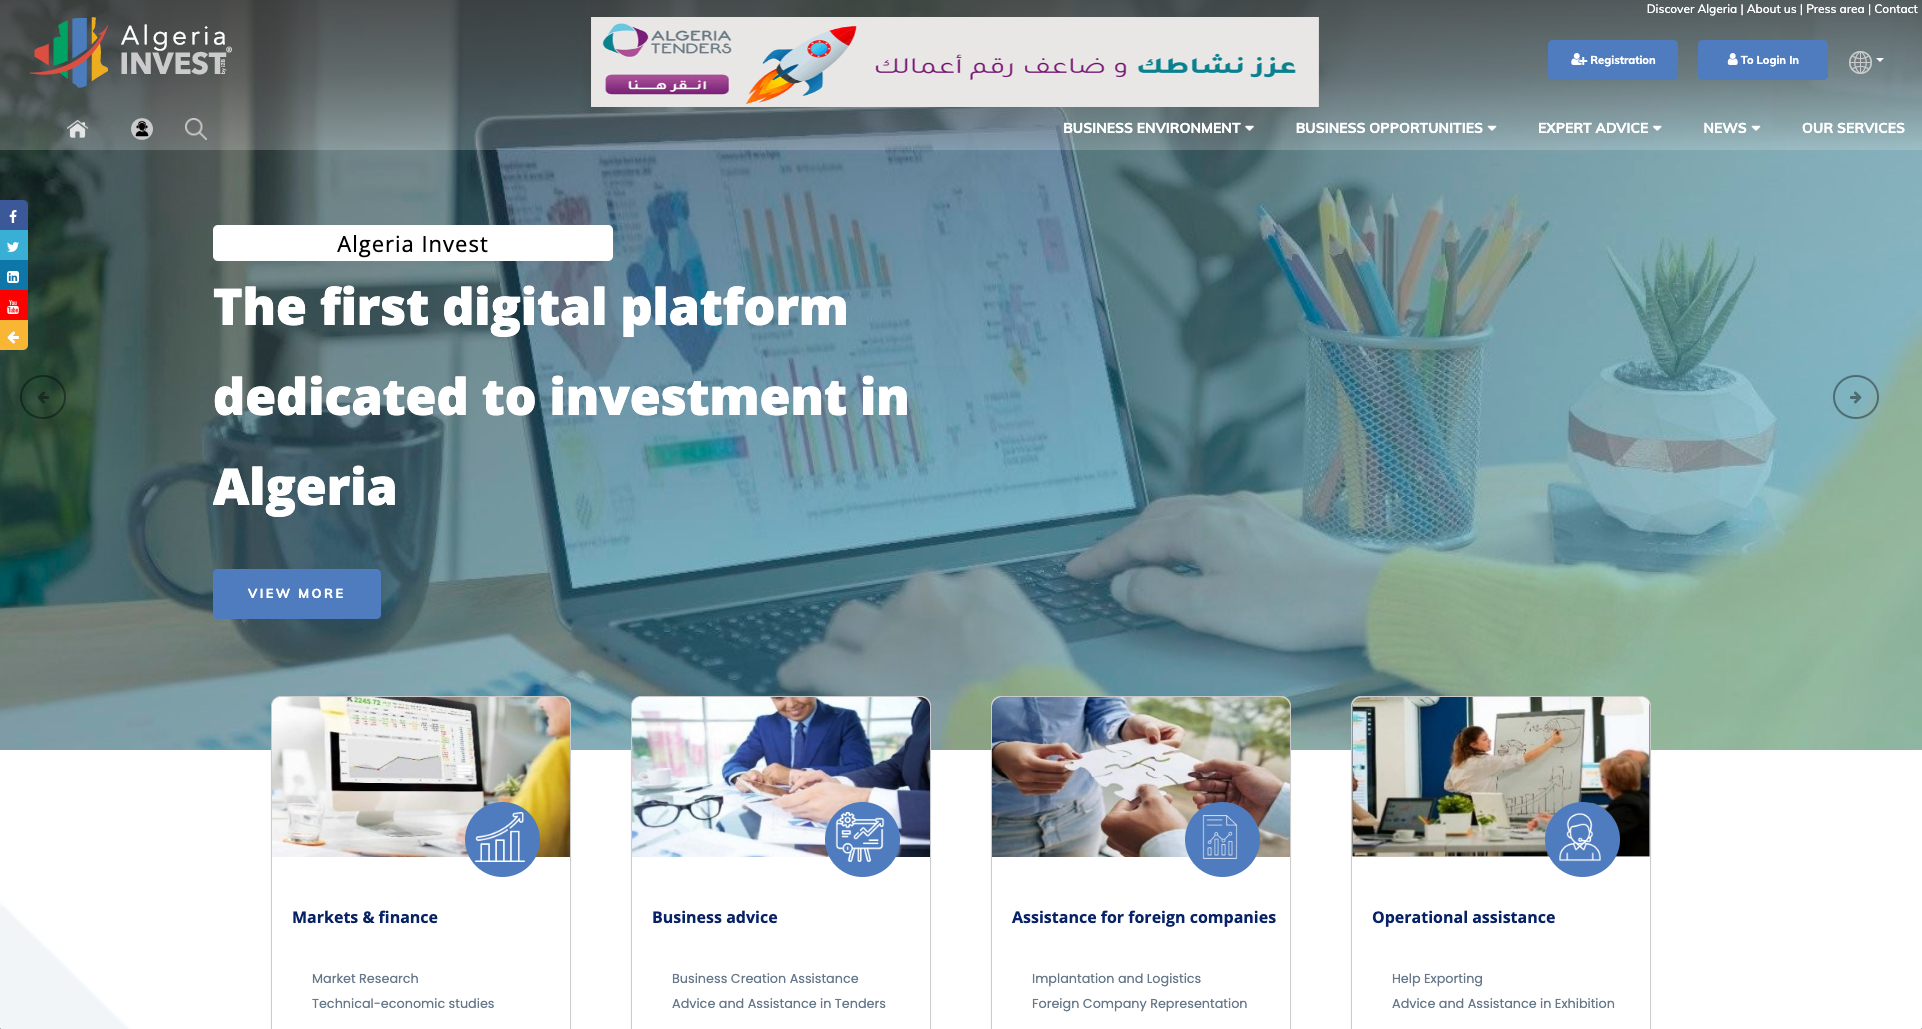 Discover Algeria | About us | Press area | Contact
Algeria
INVEST®
ALGERIA
TENDERS
انقر هنا
عزز نشاطك و ضاعف رقم أعمالك
Registration
To Login In
BUSINESS ENVIRONMENT
BUSINESS OPPORTUNITIES
EXPERT ADVICE
NEWS
OUR SERVICES
Algeria Invest
The first digital platform
dedicated to investment in
Algeria
VIEW MORE
Markets & finance
Market Research
Technical-economic studies
Business advice
Business Creation Assistance
Advice and Assistance in Tenders
Assistance for foreign companies
Implantation and Logistics
Foreign Company Representation
Operational assistance
Help Exporting
Advice and Assistance in Exhibition